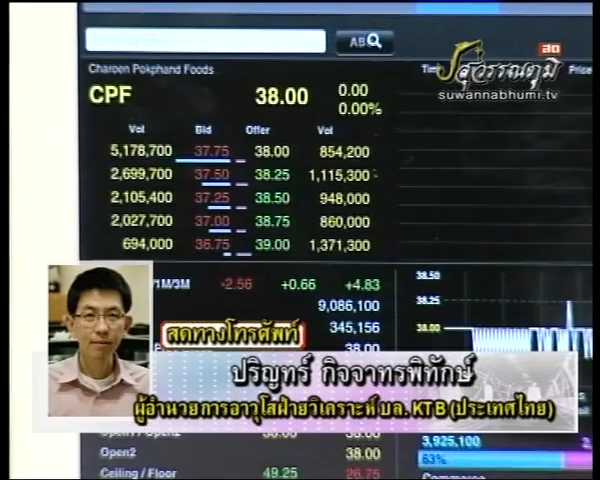 ABC
สด
สุวรรณภูมิ
suwannabhumi.tv
Price
Charoen Pokphand Foods
CPF 38.00 0.00
0.00%
Vol Bid Offer Vol
5,178,700 37.75 38.00 854,200
2,699,700 37.50 38.25 1,115,300
2,105,400 37.25 38.50 948,000
2,027,700 37.00 38.75 860,000
694,000 36.75 39.00 1,371,300
/1M/3M -2.56 +0.66 +4.83
9,086,100
345,156
38.00
38.50
38.25
38.00
สดทางโทรศัพท์
ปริญทร์ กิจจาทรพิทักษ์
ผู้อำนวยการอาวุโสฝ่ายวิเคราะห์ บล. KTB (ประเทศไทย)
Open2 38.00
Ceiling/Floor 49.25 26.75
3,925,100
63%